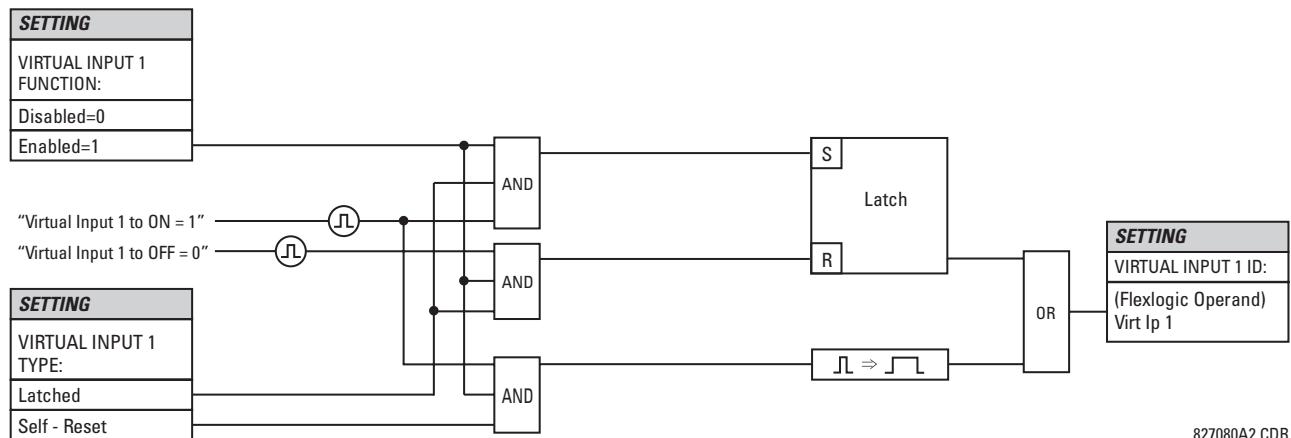 SETTING
VIRTUAL INPUT 1
FUNCTION:
Disabled=0
Enabled=1
“Virtual Input 1 to ON = 1”
“Virtual Input 1 to OFF = 0”
SETTING
VIRTUAL INPUT 1
TYPE:
Latched
Self - Reset
AND
AND
AND
S
Latch
R
OR
SETTING
VIRTUAL INPUT 1 ID:
(Flexlogic Operand)
Virt Ip 1
827080A2.CDR